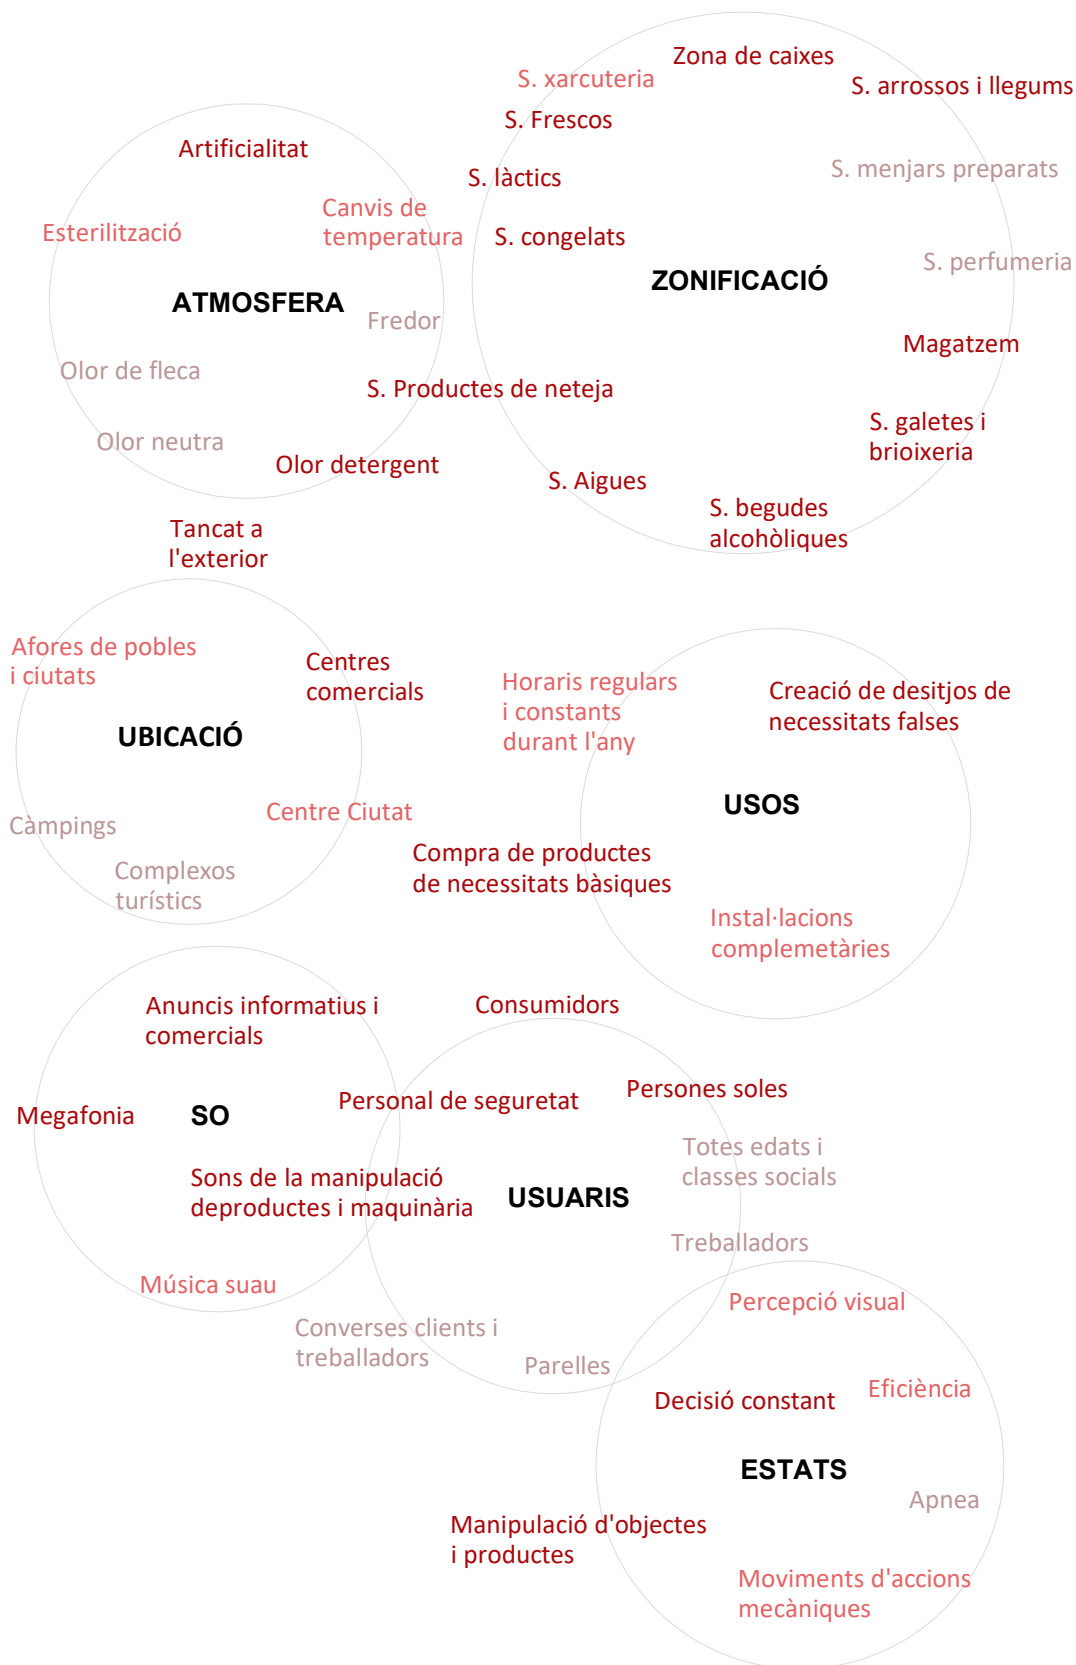 Zona de caixes
S. xarcuteria
S. arrossos i llegums
S. Frescos
Artificialitat
S. menjars preparats
S. làctics
Canvis de
temperatura
Esterilització
S. congelats
S. perfumeria
ZONIFICACIÓ
ATMOSFERA
Fredor
Magatzem
Olor de fleca
S. Productes de neteja
S. galetes i
brioixeria
Olor neutra
Olor detergent
S. Aigues
S. begudes
alcohòliques
Tancat a
l'exterior
Afores de pobles
i ciutats
Centres
comercials
Horaris regulars
i constants
durant l'any
Creació de desitjos de
necessitats falses
UBICACIÓ
USOS
Centre Ciutat
Càmpings
Compra de productes
de necessitats bàsiques
Complexos
turístics
Instal·lacions
complemetàries
Anuncis informatius i
comercials
Consumidors
Megafonia
SO
Personal de seguretat
Persones soles
Totes edats i
classes socials
Sons de la manipulació
deproductes i maquinària
USUARIS
Treballadors
Música suau
Percepció visual
Converses clients i
treballadors
Parelles
Decisió constant
Eficiència
ESTATS
Apnea
Manipulació d'objectes
i productes
Moviments d'accions
mecàniques